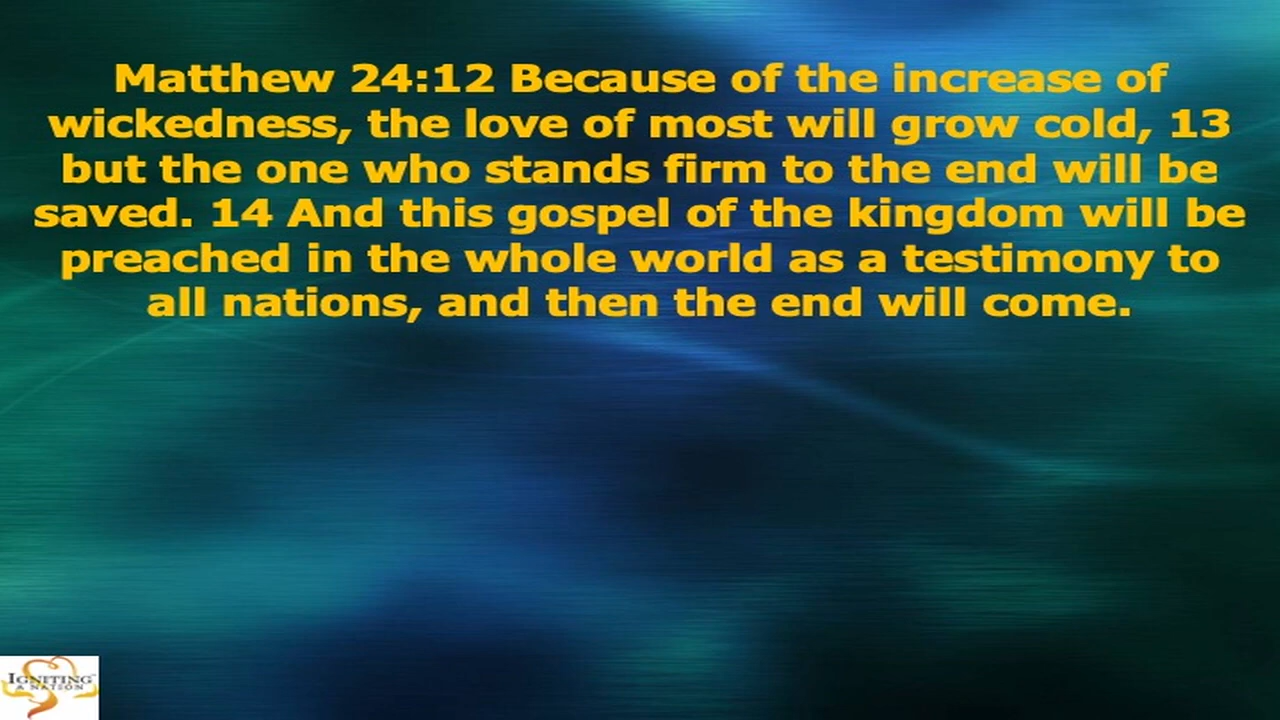 Matthew 24:12 Because of the increase of
wickedness, the love of most will grow cold, 13
but the one who stands firm to the end will be
saved. 14 And this gospel of the kingdom will be
preached in the whole world as a testimony to
all nations, and then the end will come.
IGNITING
A NATION